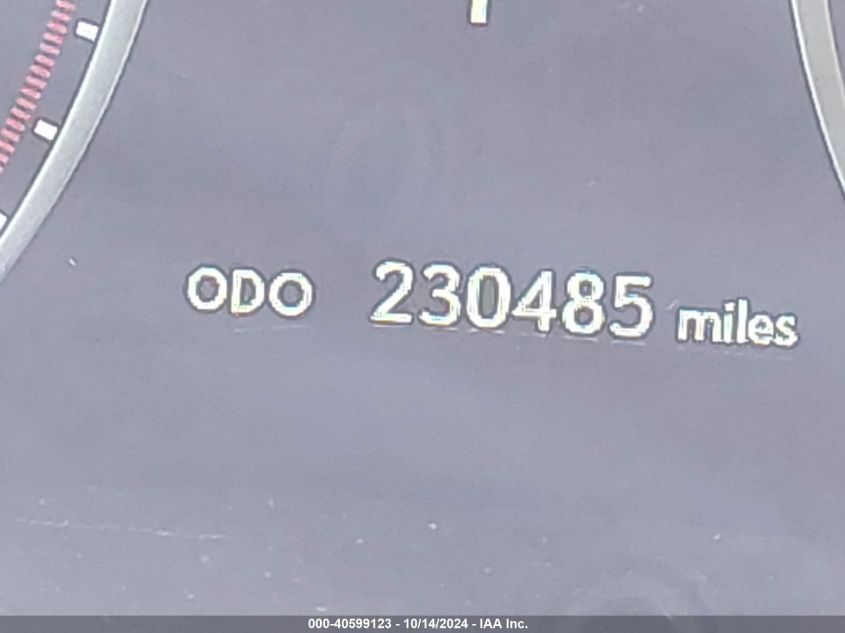 ODO 230485 miles
000-40599123 - 10/14/2024 - IAA Inc.